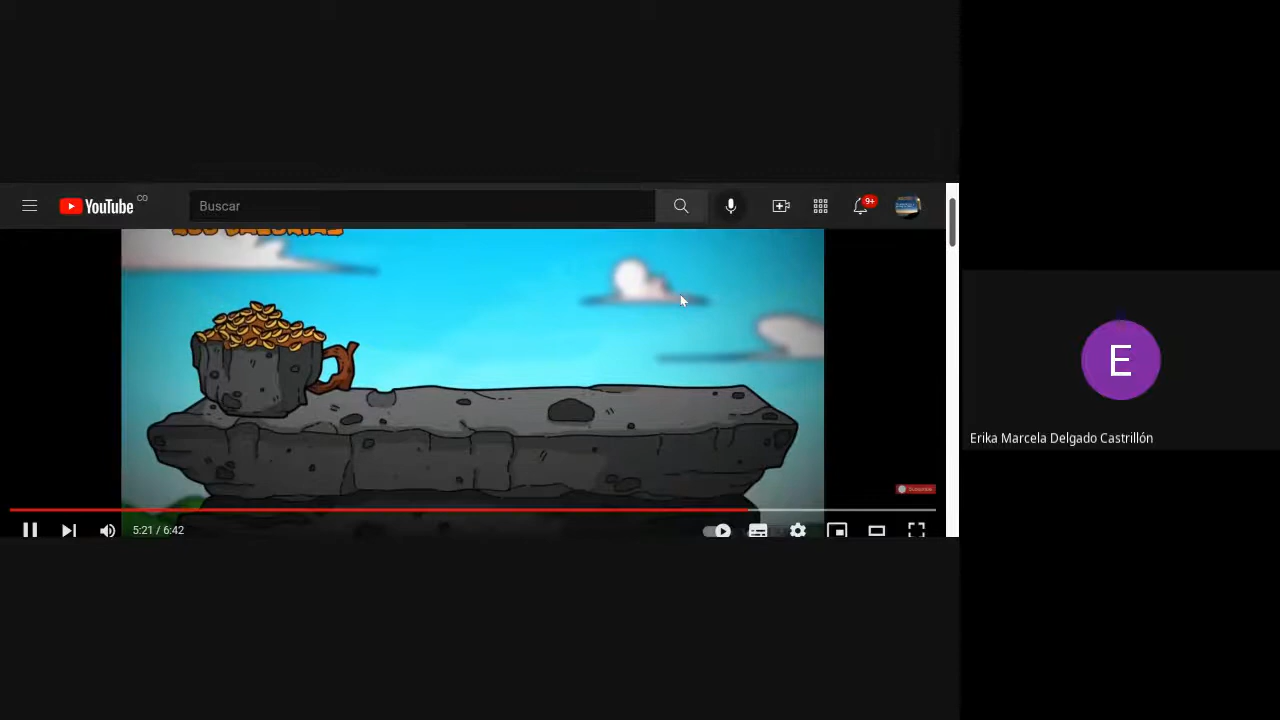 YouTube CO
Buscar
9+
5:21 / 6:42
E
Erika Marcela Delgado Castrillón